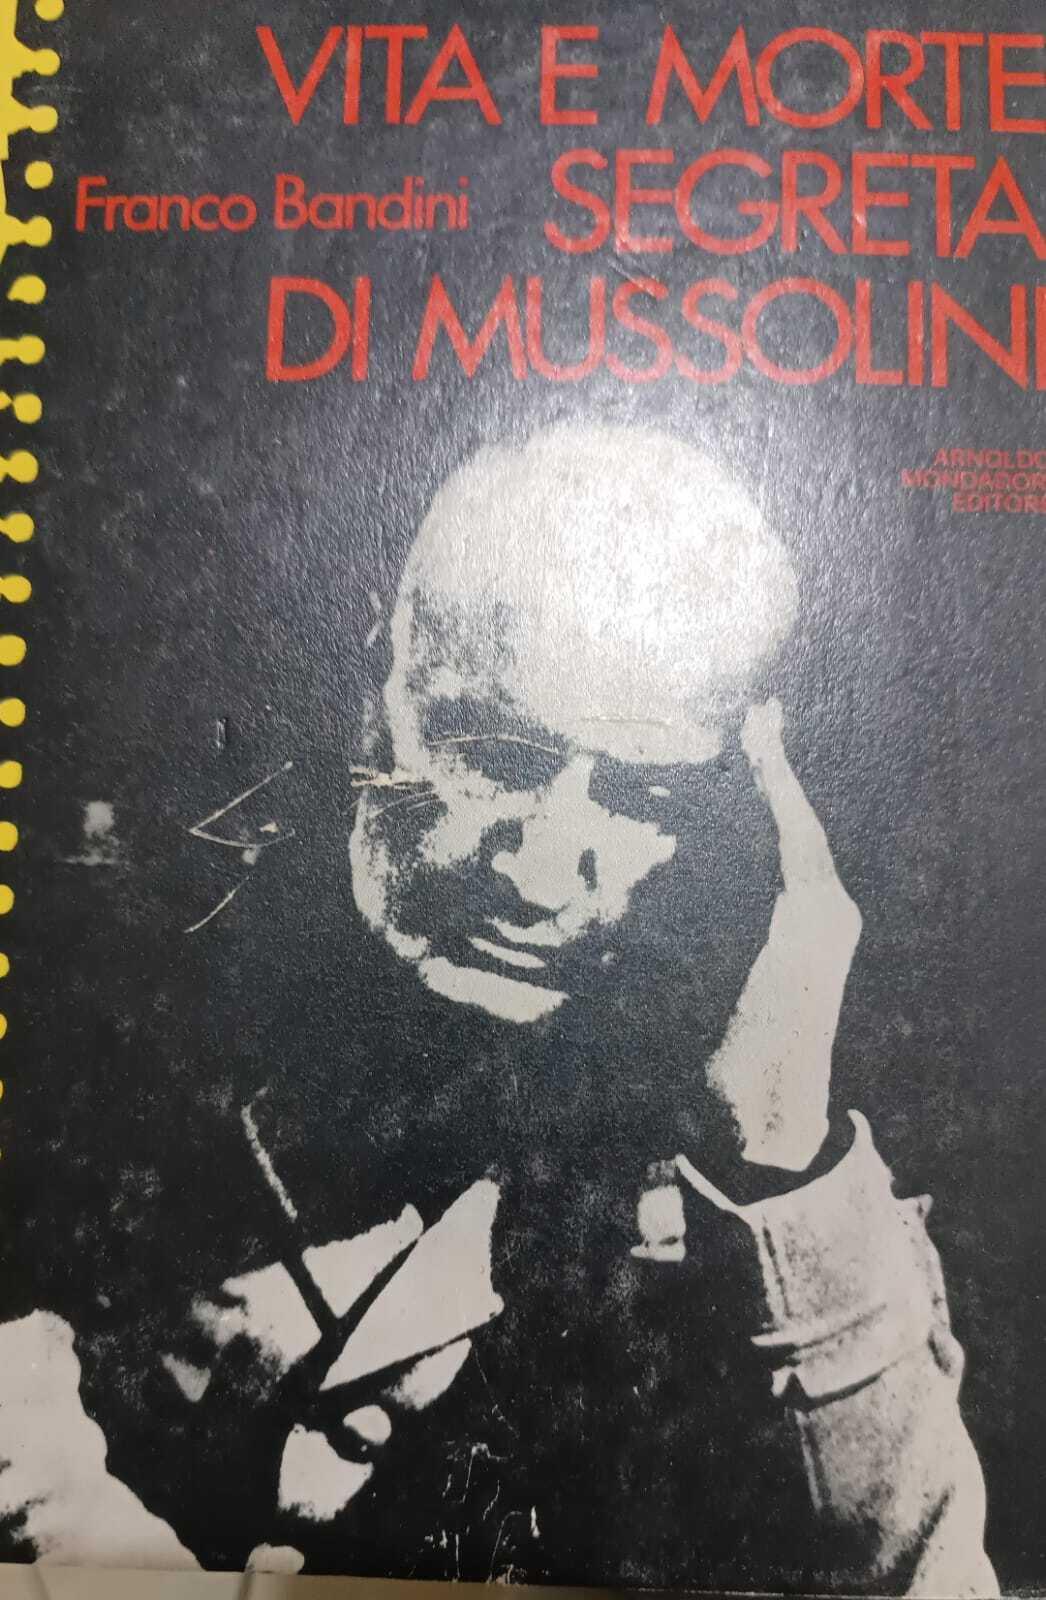 VITA E MORTE
Franco Bandini SEGRETA
DI MUSSOLINI
ARNOLDO
MONDADORI
EDITORE